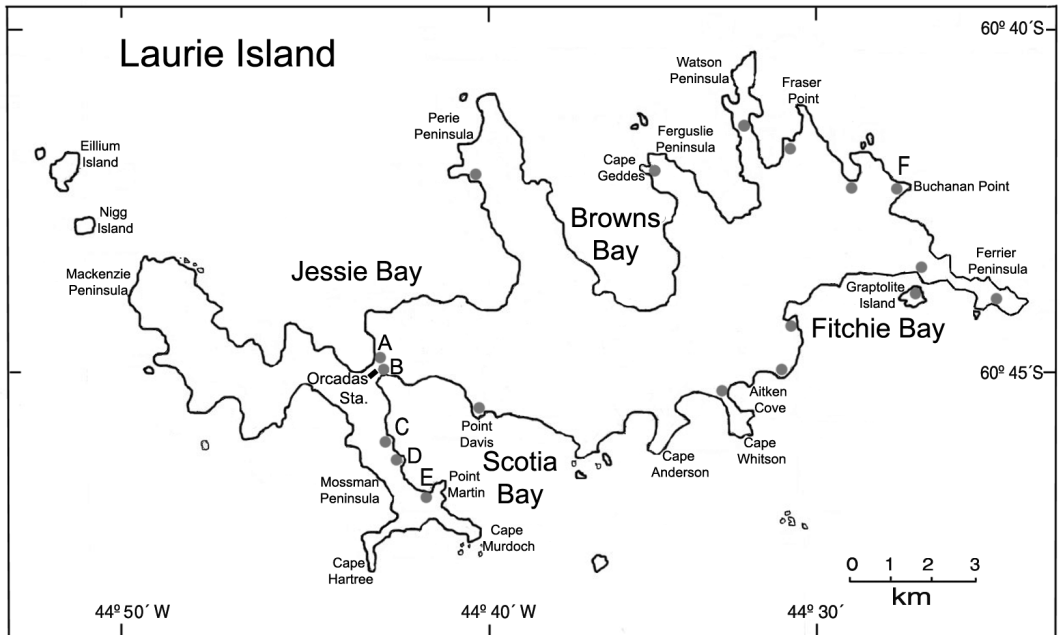 Laurie Island
60º 40´S
Watson
Peninsula
Fraser
Point
Perie
Peninsula
Ferguslie
Peninsula
Eillium
Island
Cape
Geddes
F
Buchanan Point
Nigg
Island
Browns
Bay
Ferrier
Peninsula
Mackenzie
Peninsula
Jessie Bay
Graptolite
Island
Fitchie Bay
A
B
Orcadas
Sta.
60º 45´S
Aitken
Cove
C
Point
Davis
D
Scotia
Bay
Cape
Anderson
Cape
Whitson
E
Point
Martin
Mossman
Peninsula
Cape
Murdoch
Cape
Hartree
0 1 2 3
km
44º 50´ W
44º 40´ W
44º 30´